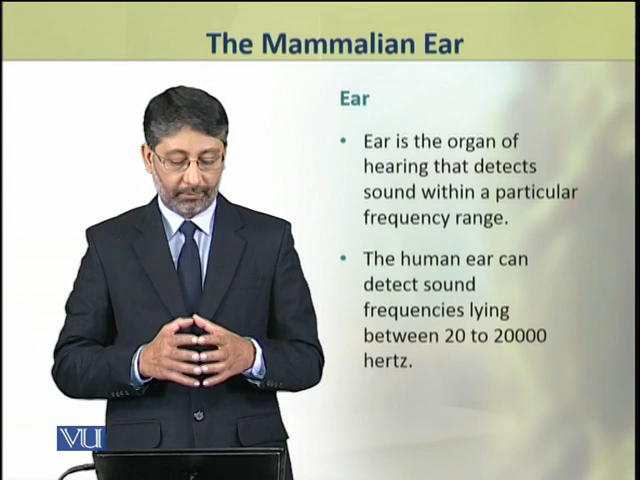 The Mammalian Ear
Ear
• Ear is the organ of
hearing that detects
sound within a particular
frequency range.
• The human ear can
detect sound
frequencies lying
between 20 to 20000
hertz.
VU